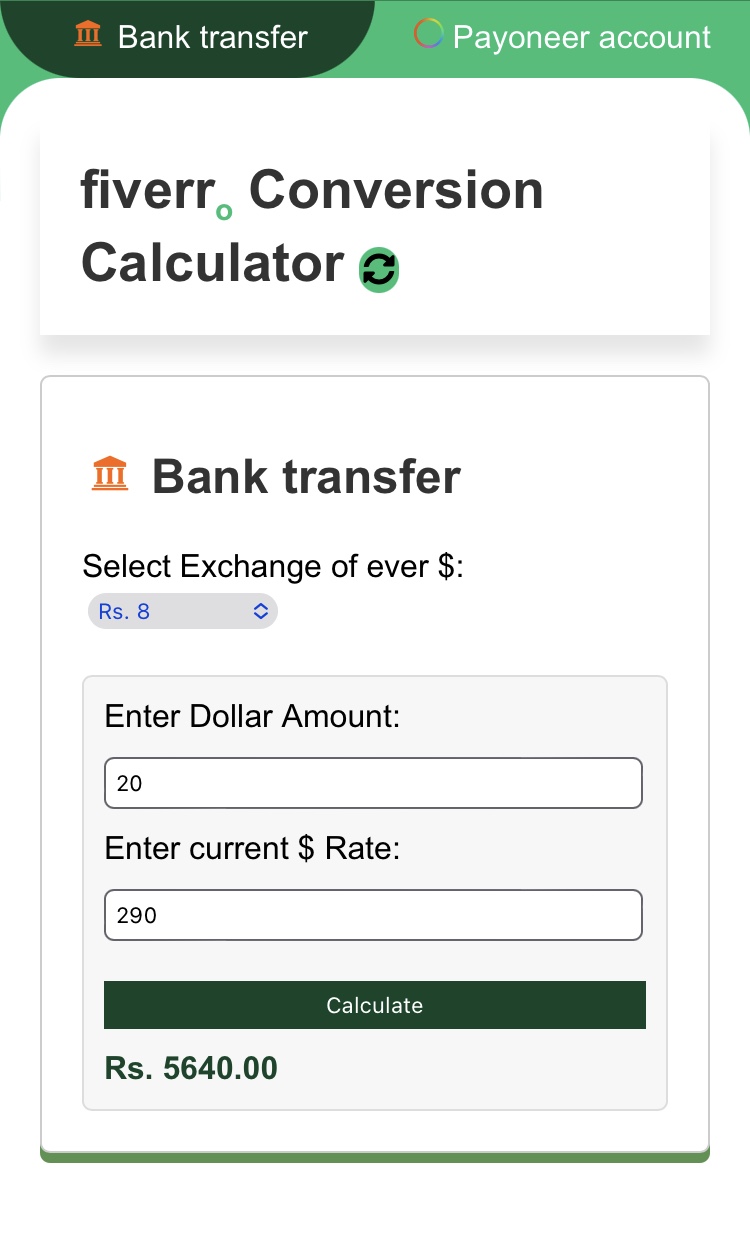 Bank transfer
Payoneer account
fiverr. Conversion
Calculator
Bank transfer
Select Exchange of ever $:
Rs. 8
Enter Dollar Amount:
20
Enter current $ Rate:
290
Calculate
Rs. 5640.00